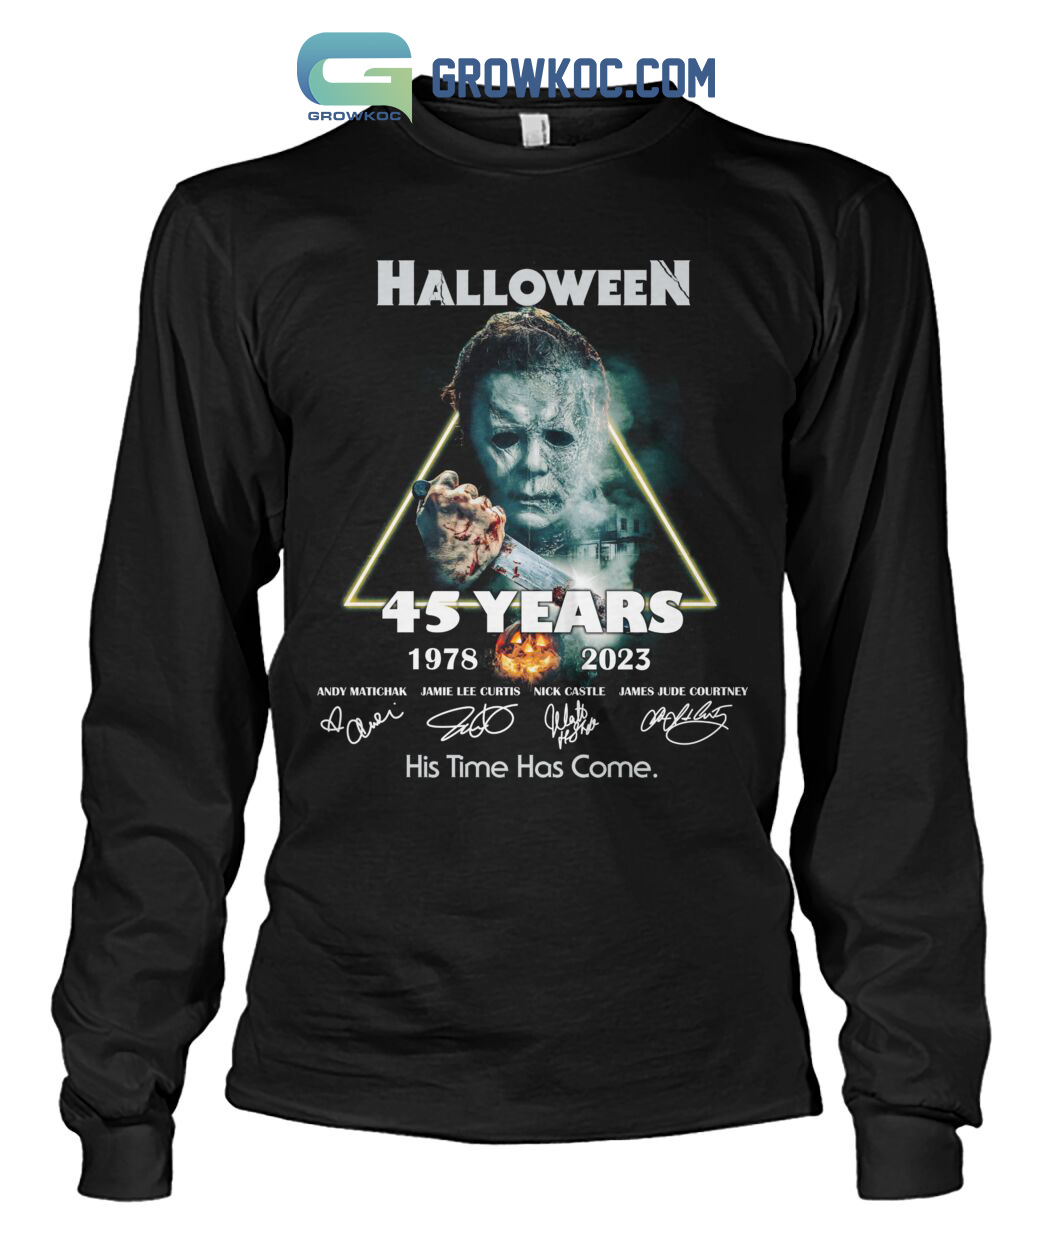 GROWKOC.COM
GROWKOC
HALLOWEEN
45 YEARS
1978 2023
ANDY MATICHAK JAMIE LEE CURTIS NICK CASTLE JAMES JUDE COURTNEY
His Time Has Come.